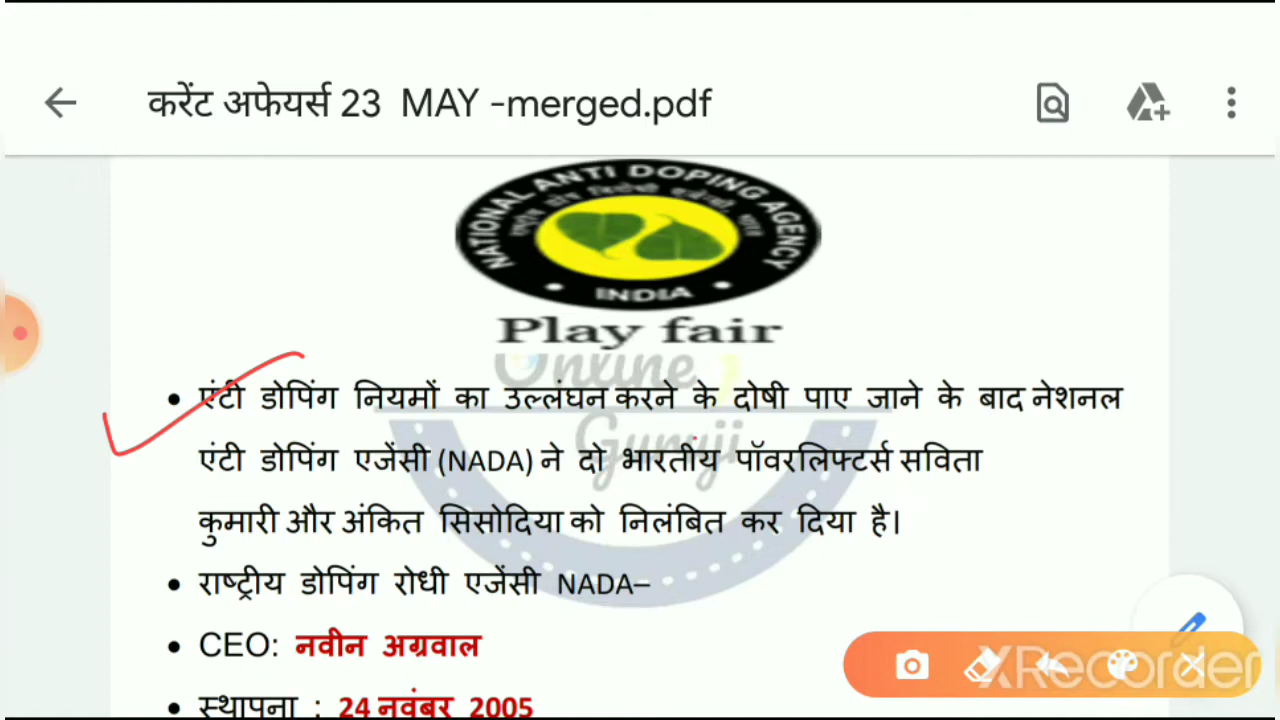 करेंट अफेयर्स 23 MAY -merged.pdf
NATIONAL ANTI DOPING AGENCY
INDIA
Play fair
Guruji
• एंटी डोपिंग नियमों का उल्लंघन करने के दोषी पाए जाने के बाद नेशनल
एंटी डोपिंग एजेंसी (NADA) ने दो भारतीय पॉवरलिफ्टर्स सविता
कुमारी और अंकित सिसोदिया को निलंबित कर दिया है।
• राष्ट्रीय डोपिंग रोधी एजेंसी NADA–
• CEO: नवीन अग्रवाल
• स्थापना : 24 नवंबर 2005
XRecorder